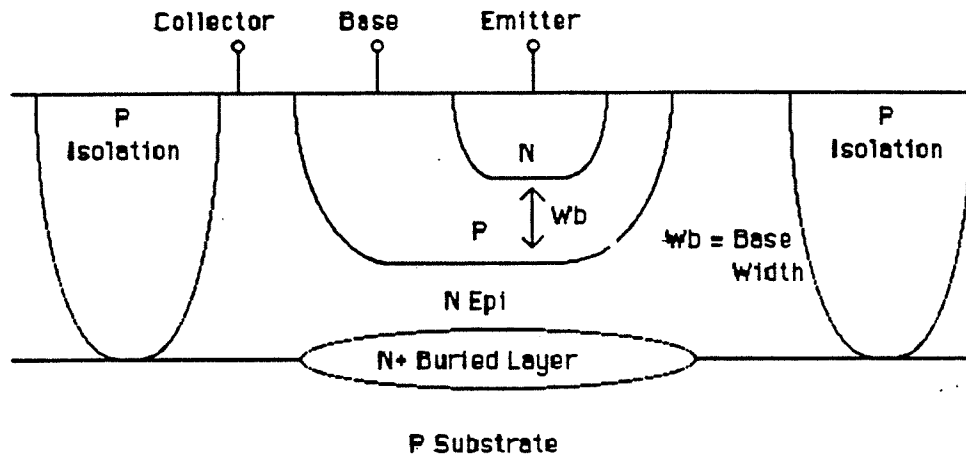 Collector Base Emitter
P
Isolation
N
P
Isolation
Wb
P
Wb = Base
Width
N Epi
N+ Buried Layer
P Substrate